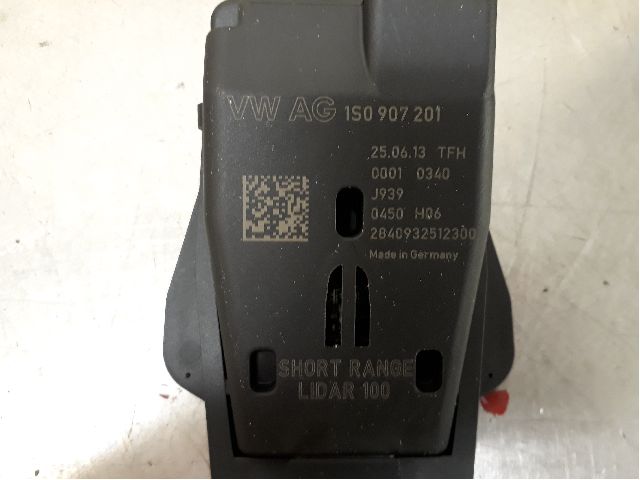 VW AG 1S0 907 201
25.06.13 TFH
0001 0340
J939
0450 H06
2840932512300
Made in Germany
SHORT RANGE
LIDAR 100